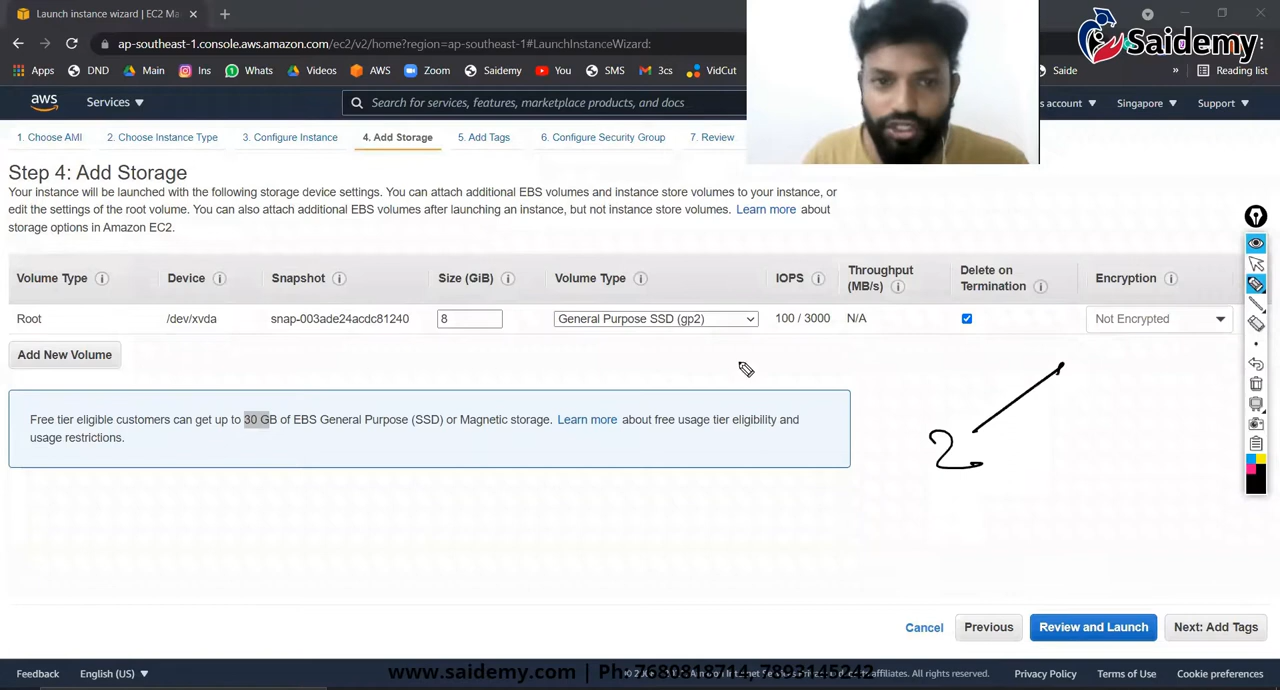 Launch instance wizard | EC2 Ma
ap-southeast-1.console.aws.amazon.com/ec2/v2/home?region=ap-southeast-1#LaunchInstanceWizard:
Saidemy
Apps DND Main Ins Whats Videos AWS Zoom Saidemy You SMS 3cs VidCut Saide » Reading list
aws Services Search for services, features, marketplace products, and docs s account Singapore Support
1. Choose AMI 2. Choose Instance Type 3. Configure Instance 4. Add Storage 5. Add Tags 6. Configure Security Group 7. Review
Step 4: Add Storage
Your instance will be launched with the following storage device settings. You can attach additional EBS volumes and instance store volumes to your instance, or
edit the settings of the root volume. You can also attach additional EBS volumes after launching an instance, but not instance store volumes. Learn more about
storage options in Amazon EC2.
Volume Type Device Snapshot Size (GiB) Volume Type IOPS Throughput (MB/s) Delete on Termination Encryption
Root /dev/xvda snap-003ade24acdc81240 8 General Purpose SSD (gp2) 100 / 3000 N/A Not Encrypted
Add New Volume
Free tier eligible customers can get up to 30 GB of EBS General Purpose (SSD) or Magnetic storage. Learn more about free usage tier eligibility and
usage restrictions.
2
Cancel Previous Review and Launch Next: Add Tags
Feedback English (US) www.saidemy.com | Ph: 7680818714, 7893145242 affiliates. All rights reserved. Privacy Policy Terms of Use Cookie preferences